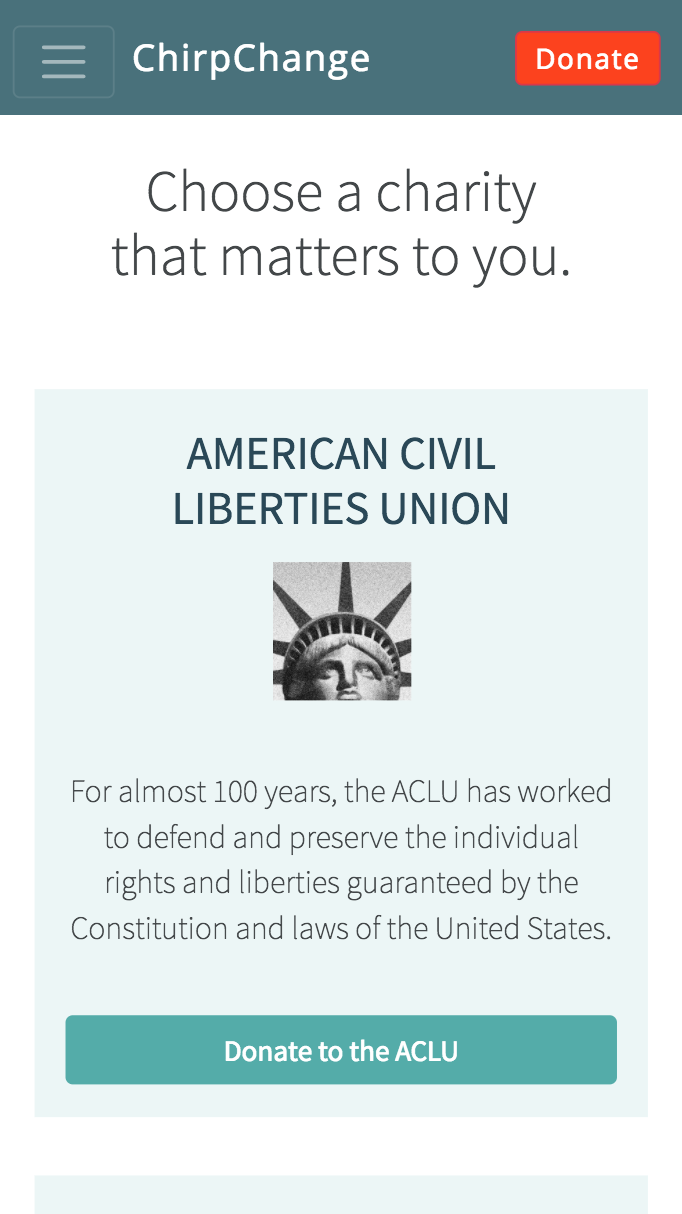 ChirpChange
Donate
Choose a charity
that matters to you.
AMERICAN CIVIL
LIBERTIES UNION
For almost 100 years, the ACLU has worked
to defend and preserve the individual
rights and liberties guaranteed by the
Constitution and laws of the United States.
Donate to the ACLU